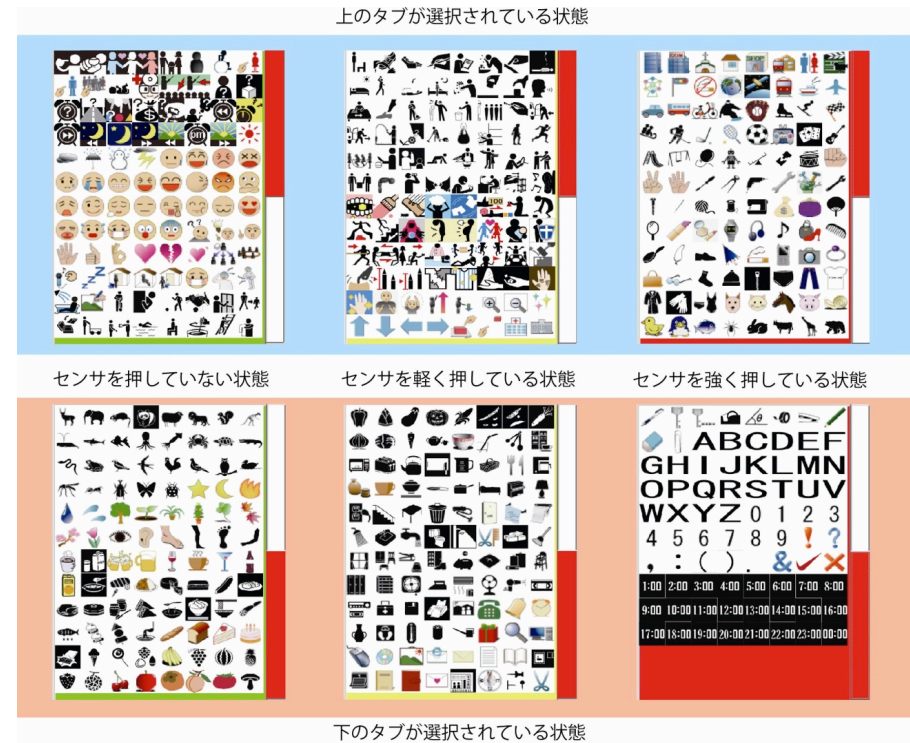 上のタブが選択されている状態
センサを押していない状態
センサを軽く押している状態
センサを強く押している状態
ABCDEF
GHIJKLMN
OPQRSTUV
WXYZ0123
456789!?
,:().&
1:00 2:00 3:00 4:00 5:00 6:00 7:00 8:00
9:00 10:00 11:00 12:00 13:00 14:00 15:00 16:00
17:00 18:00 19:00 20:00 21:00 22:00 23:00 00:00
下のタブが選択されている状態